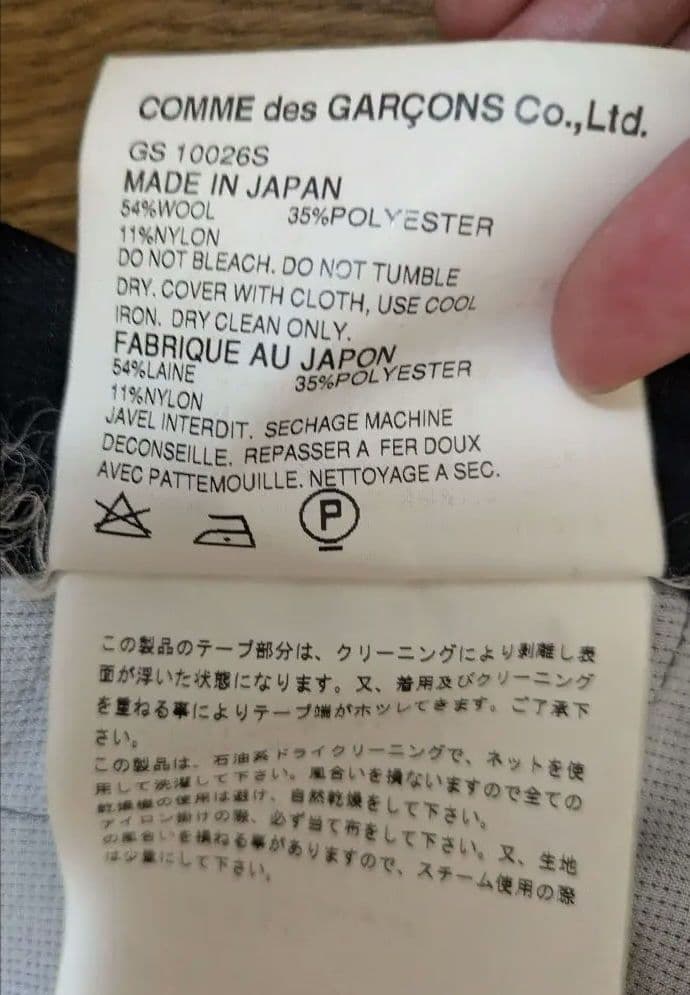 COMME des GARÇONS Co.,Ltd.
GS 10026S
MADE IN JAPAN
54%WOOL 35%POLYESTER
11%NYLON
DO NOT BLEACH. DO NOT TUMBLE
DRY. COVER WITH CLOTH, USE COOL
IRON. DRY CLEAN ONLY.
FABRIQUE AU JAPON
54%LAINE 35%POLYESTER
11%NYLON
JAVEL INTERDIT. SECHAGE MACHINE
DECONSEILLE. REPASSER A FER DOUX
AVEC PATTEMOUILLE. NETTOYAGE A SEC.
P
この製品のテープ部分は、クリーニングにより剥離し表
面が浮いた状態になります。又、着用及びクリーニング
を重ねる事によりテープ端がホツレてきます。ご了承下
さい。
この製品は、石油系ドライクリーニングで、ネットを使
用して洗濯して下さい。風合いを損ないますので全ての
乾燥機の使用は避け、自然乾燥をして下さい。
アイロン掛けの際、必ず当て布をして下さい。又、生地
の風合いを損ねる事がありますので、スチーム使用の際
は少量にして下さい。